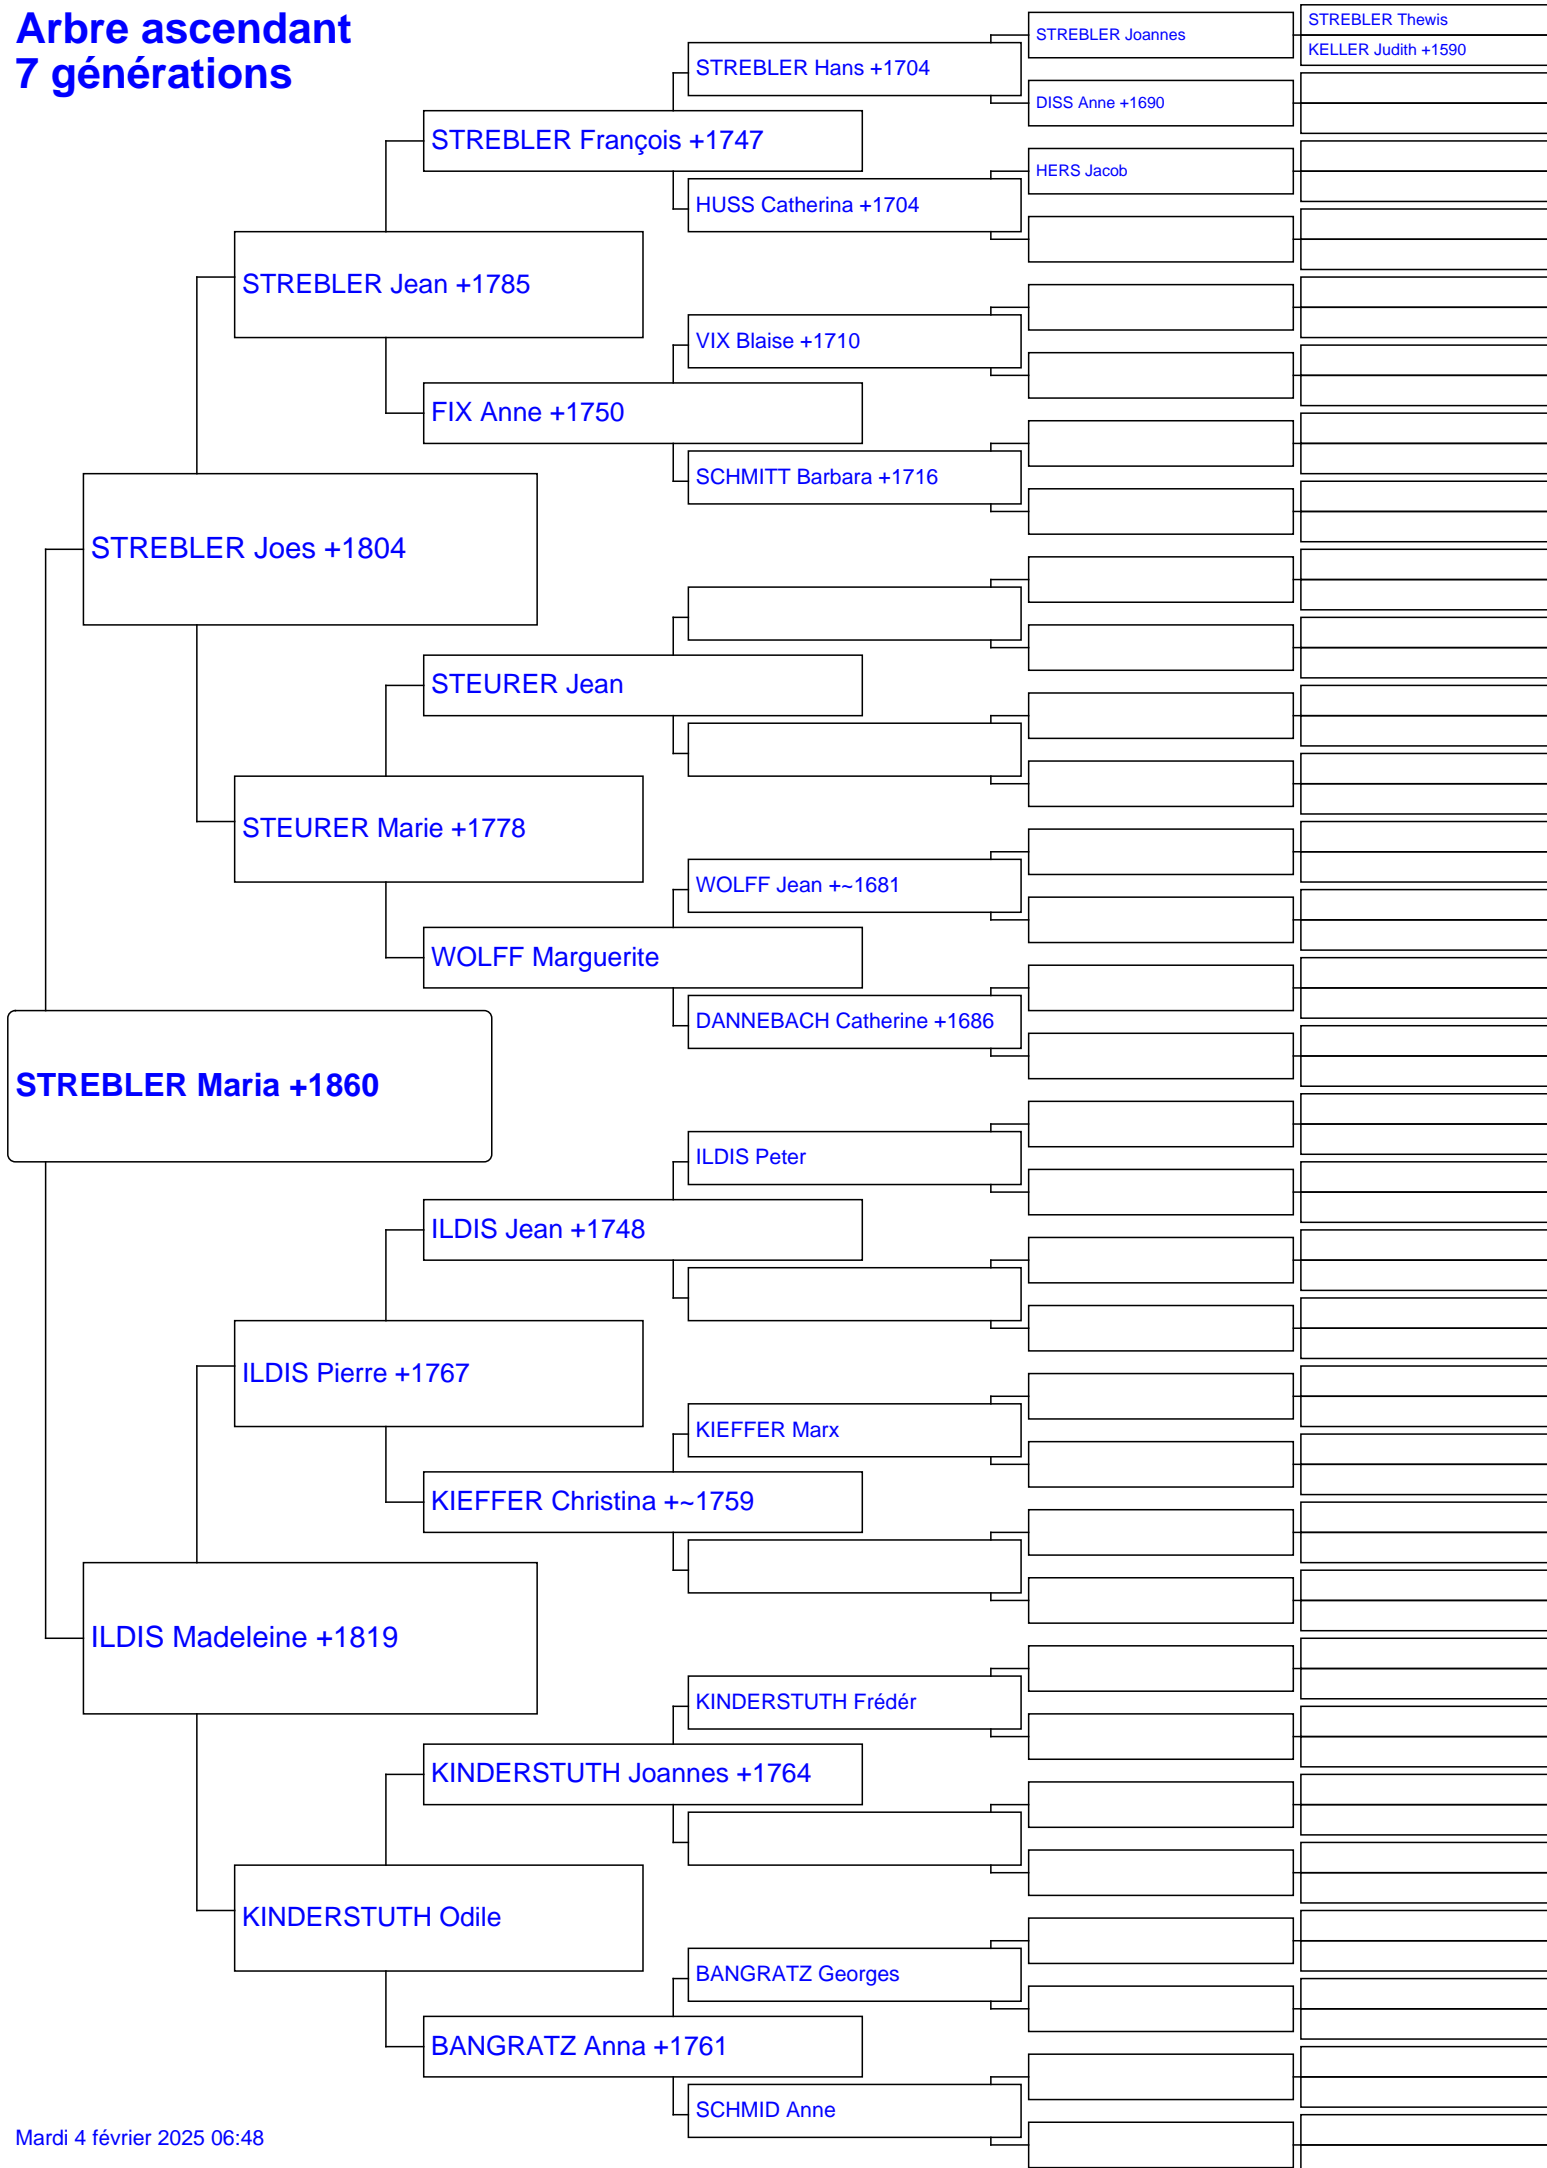 Arbre ascendant
7 générations
STREBLER Thewis
STREBLER Joannes
KELLER Judith +1590
STREBLER Hans +1704
DISS Anne +1690
STREBLER François +1747
HERS Jacob
HUSS Catherina +1704
STREBLER Jean +1785
VIX Blaise +1710
FIX Anne +1750
SCHMITT Barbara +1716
STREBLER Joes +1804
STEURER Jean
STEURER Marie +1778
WOLFF Jean +~1681
WOLFF Marguerite
DANNEBACH Catherine +1686
STREBLER Maria +1860
ILDIS Peter
ILDIS Jean +1748
ILDIS Pierre +1767
KIEFFER Marx
KIEFFER Christina +~1759
ILDIS Madeleine +1819
KINDERSTUTH Frédér
KINDERSTUTH Joannes +1764
KINDERSTUTH Odile
BANGRATZ Georges
BANGRATZ Anna +1761
SCHMID Anne
Mardi 4 février 2025 06:48